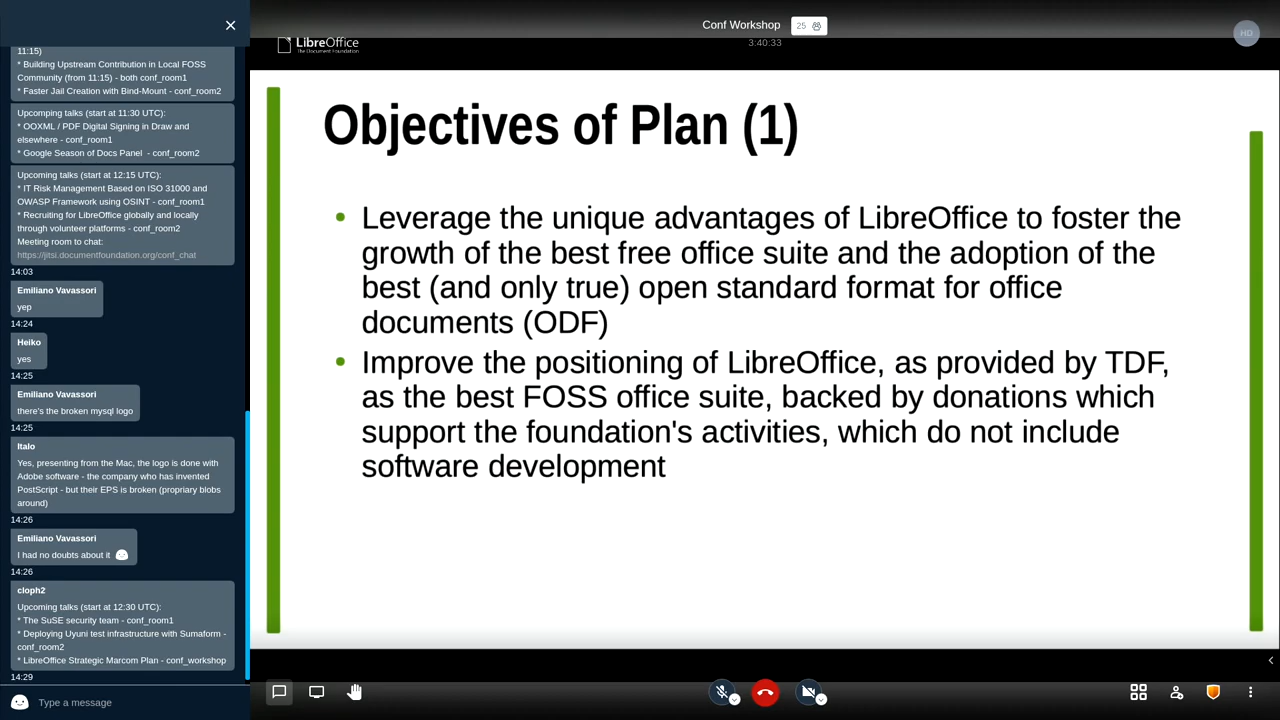 11:15)
* Building Upstream Contribution in Local FOSS
Community (from 11:15) - both conf_room1
* Faster Jail Creation with Bind-Mount - conf_room2
Upcomping talks (start at 11:30 UTC):
* OOXML / PDF Digital Signing in Draw and
elsewhere - conf_room1
* Google Season of Docs Panel - conf_room2
Upcoming talks (start at 12:15 UTC):
* IT Risk Management Based on ISO 31000 and
OWASP Framework using OSINT - conf_room1
* Recruiting for LibreOffice globally and locally
through volunteer platforms - conf_room2
Meeting room to chat:
https://jitsi.documentfoundation.org/conf_chat
14:03
Emiliano Vavassori
yep
14:24
Heiko
yes
14:25
Emiliano Vavassori
there's the broken mysql logo
14:25
Italo
Yes, presenting from the Mac, the logo is done with
Adobe software - the company who has invented
PostScript - but their EPS is broken (propriary blobs
around)
14:26
Emiliano Vavassori
I had no doubts about it
14:26
cloph2
Upcoming talks (start at 12:30 UTC):
* The SuSE security team - conf_room1
* Deploying Uyuni test infrastructure with Sumaform -
conf_room2
* LibreOffice Strategic Marcom Plan - conf_workshop
14:29
Type a message
Conf Workshop 25
3:40:33
HD
LibreOffice
The Document Foundation
Objectives of Plan (1)
• Leverage the unique advantages of LibreOffice to foster the
growth of the best free office suite and the adoption of the
best (and only true) open standard format for office
documents (ODF)
• Improve the positioning of LibreOffice, as provided by TDF,
as the best FOSS office suite, backed by donations which
support the foundation's activities, which do not include
software development